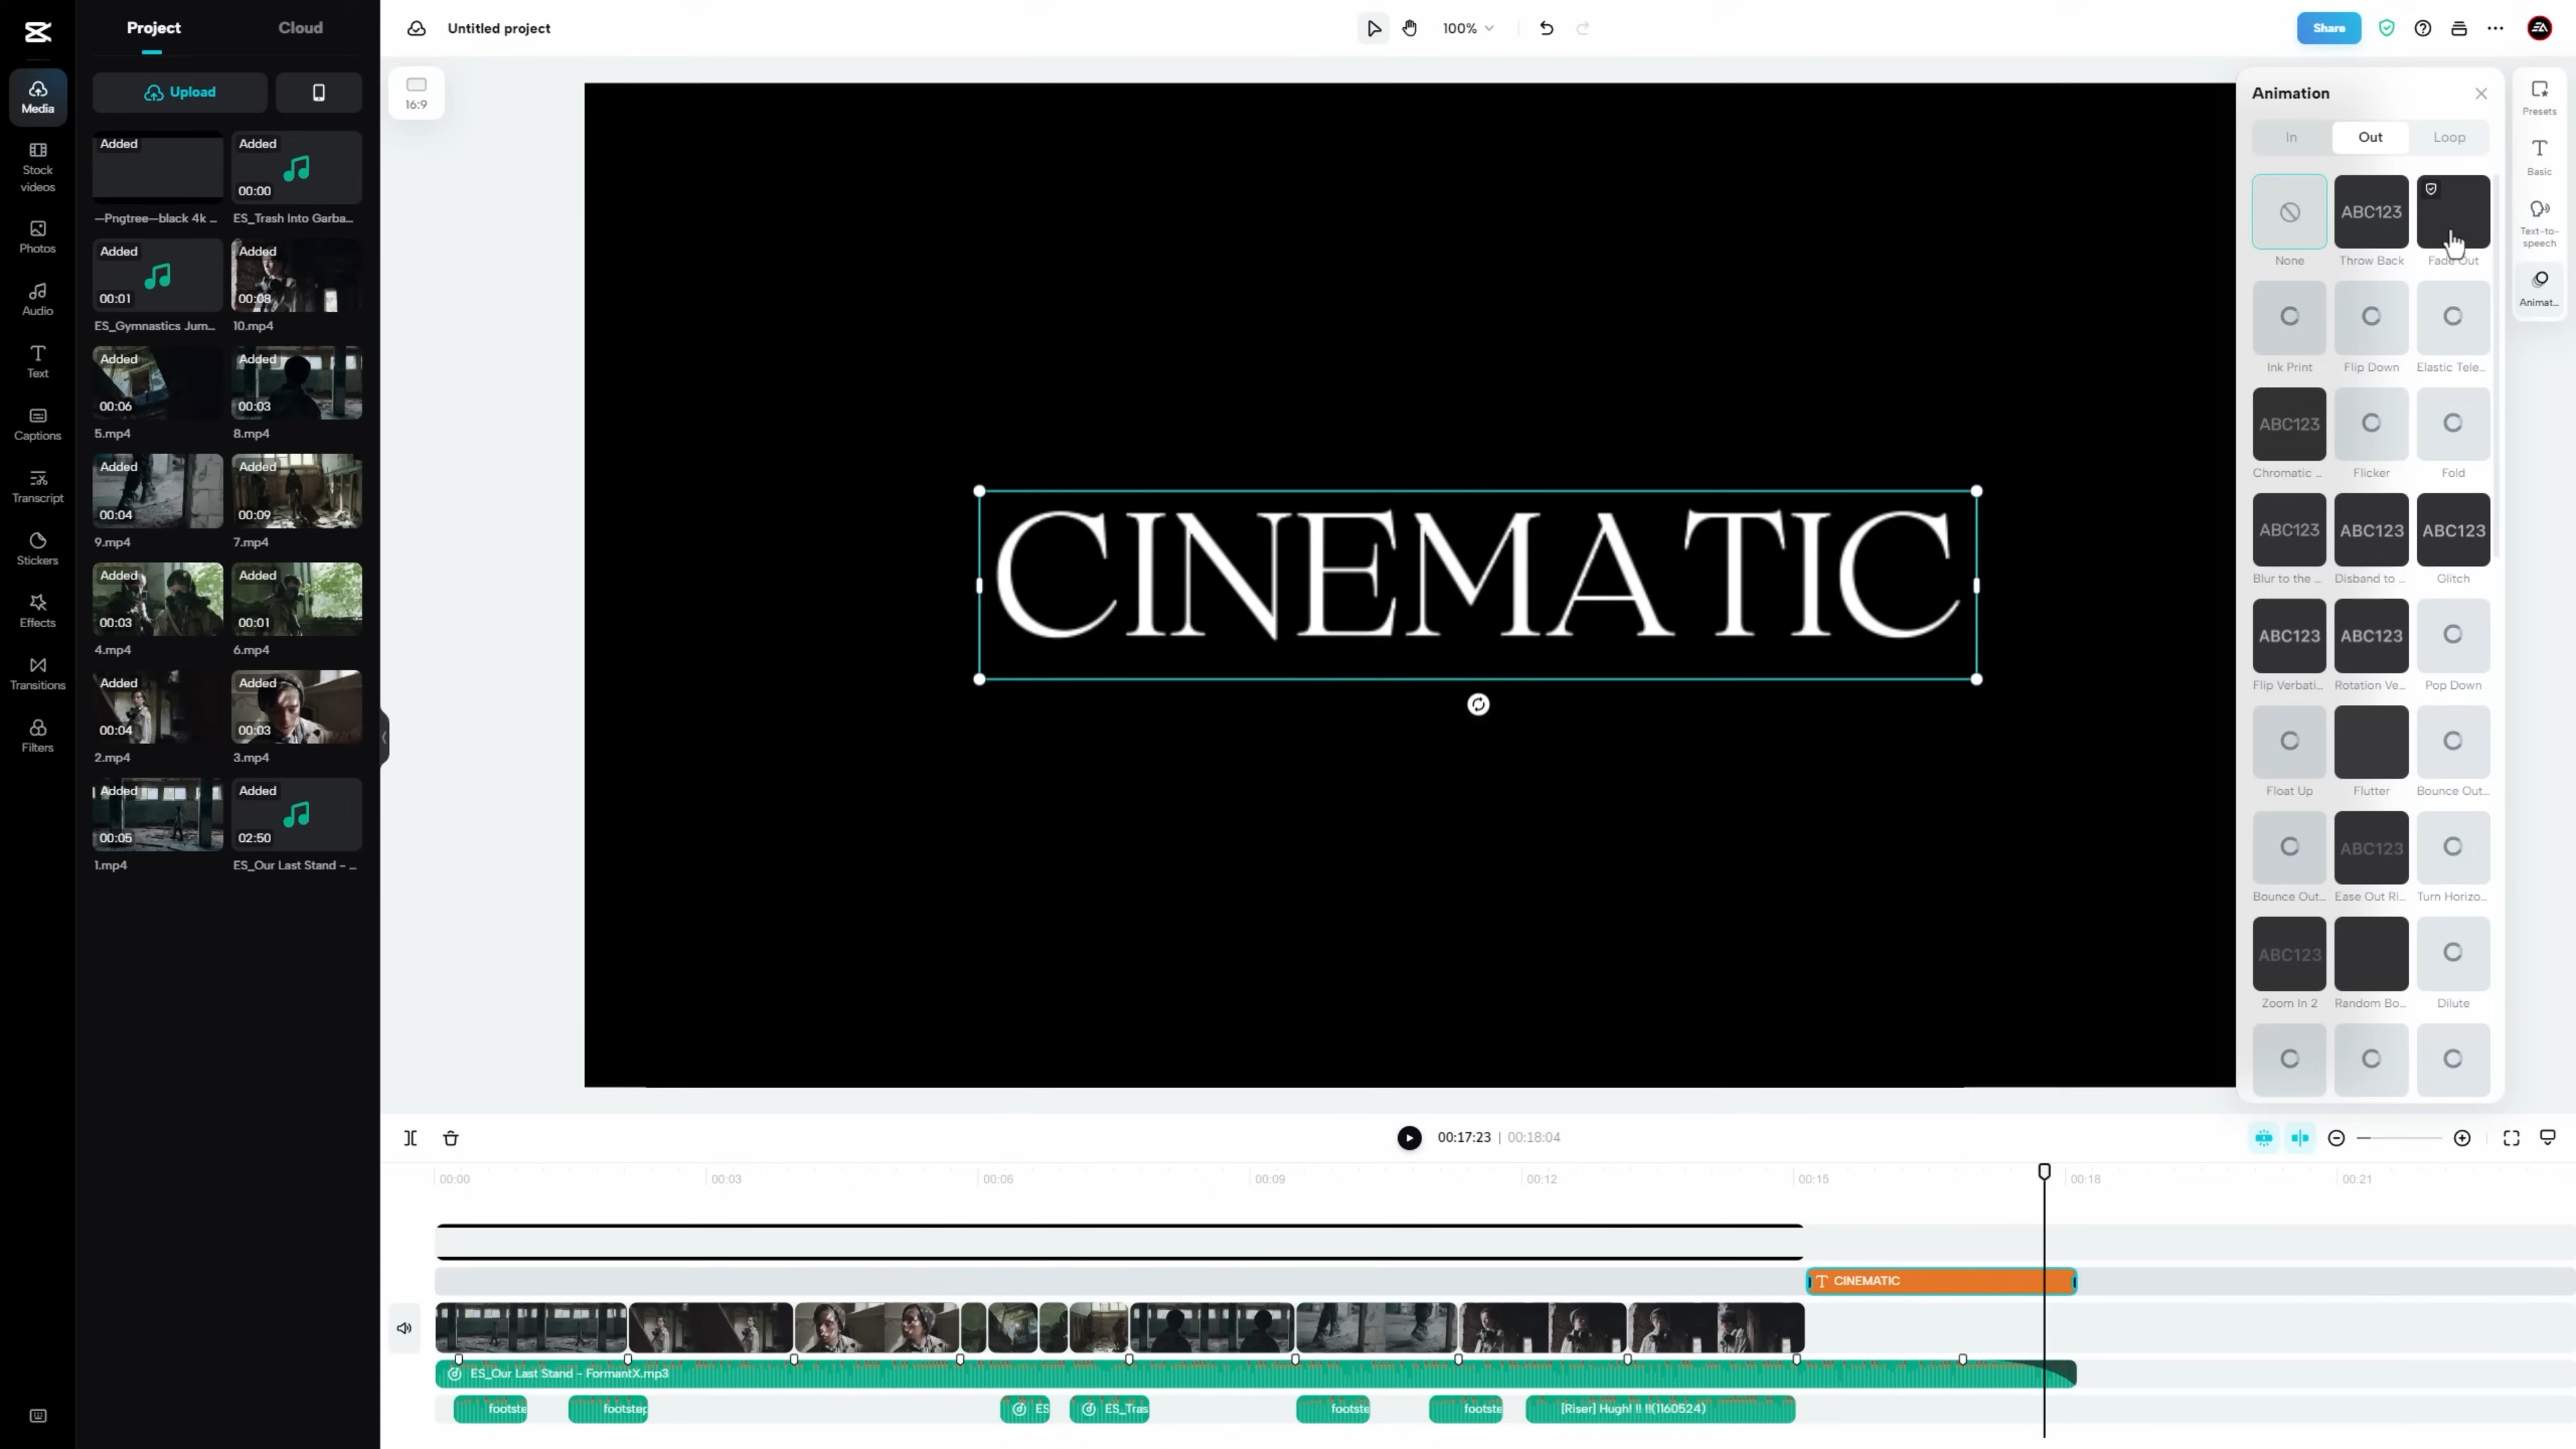 Project
Cloud
Untitled project
100%
Share
Upload
Media
Stock
videos
Photos
Audio
Text
Captions
Transcript
Stickers
Effects
Transitions
Filters
Added
—Pngtree—black 4k ...
Added
00:00
ES_Trash Into Garba...
Added
00:01
ES_Gymnastics Jum...
Added
00:08
10.mp4
Added
00:06
5.mp4
Added
00:03
8.mp4
Added
00:04
9.mp4
Added
00:09
7.mp4
Added
00:03
4.mp4
Added
00:01
6.mp4
Added
00:04
2.mp4
Added
00:03
3.mp4
Added
00:05
1.mp4
Added
02:50
ES_Our Last Stand - ...
16:9
CINEMATIC
Animation
In
Out
Loop
None
ABC123
Throw Back
Fade Out
Ink Print
Flip Down
Elastic Tele...
ABC123
Chromatic ...
Flicker
Fold
ABC123
Blur to the ...
ABC123
Disband to ...
ABC123
Glitch
ABC123
Flip Verbati...
ABC123
Rotation Ve...
Pop Down
Float Up
Flutter
Bounce Out...
Bounce Out...
ABC123
Ease Out Ri...
Turn Horizo...
ABC123
Zoom In 2
Random Bo...
Dilute
Presets
Basic
Text-to-
speech
Animat...
00:17:23 | 00:18:04
00:00
00:03
00:06
00:09
00:12
00:15
00:18
00:21
CINEMATIC
ES_Our Last Stand - FormantX.mp3
footste
footstep
ES
ES_Tras
footste
footste
[Riser] Hugh! !! !!(1160524)